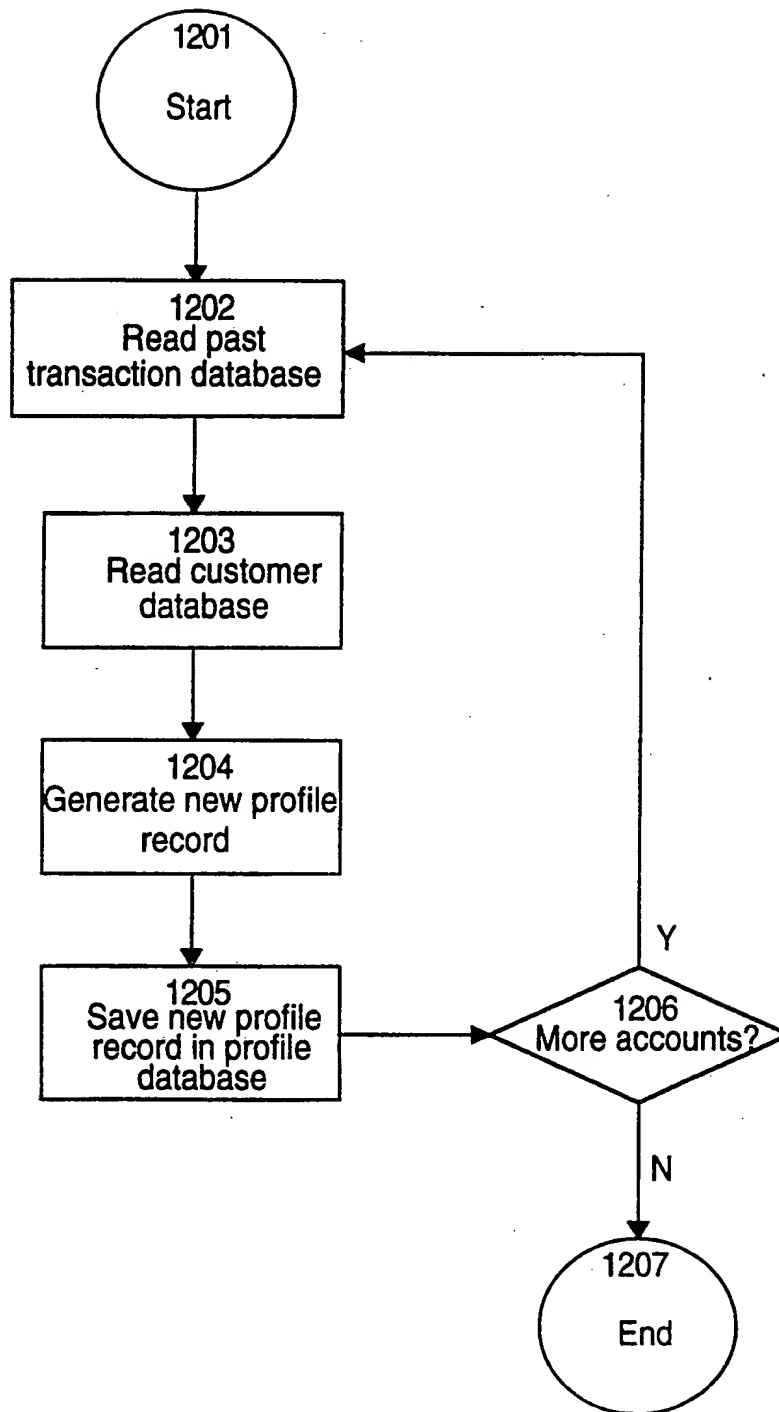 1201
Start
1202
Read past
transaction database
1203
Read customer
database
1204
Generate new profile
record
1205
Save new profile
record in profile
database
1206
More accounts?
Y
N
1207
End